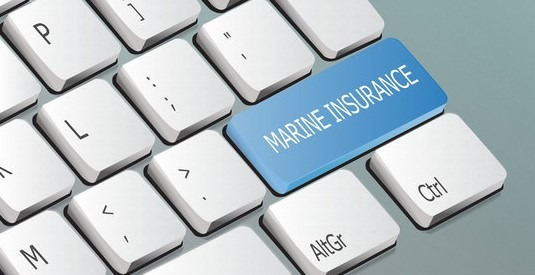 P
]
"
'
L
:
;
MARINE INSURANCE
<
,
>
.
Ctrl
M
AltGr